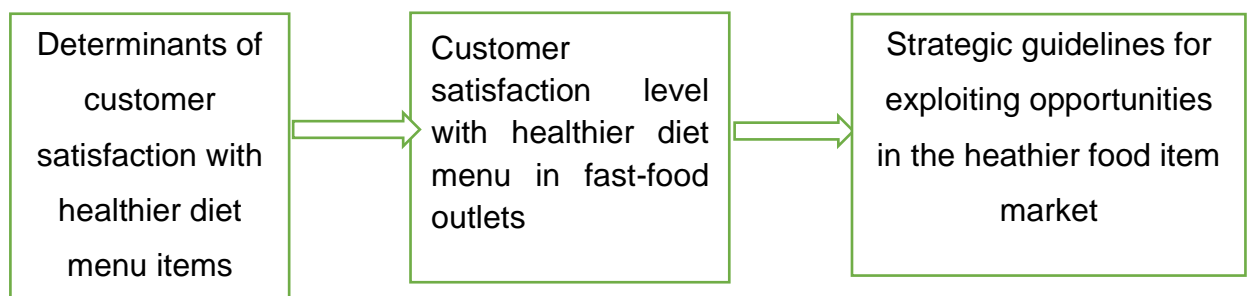 Determinants of
customer
satisfaction with
healthier diet
menu items
Customer
satisfaction level
with healthier diet
menu in fast-food
outlets
Strategic guidelines for
exploiting opportunities
in the heathier food item
market